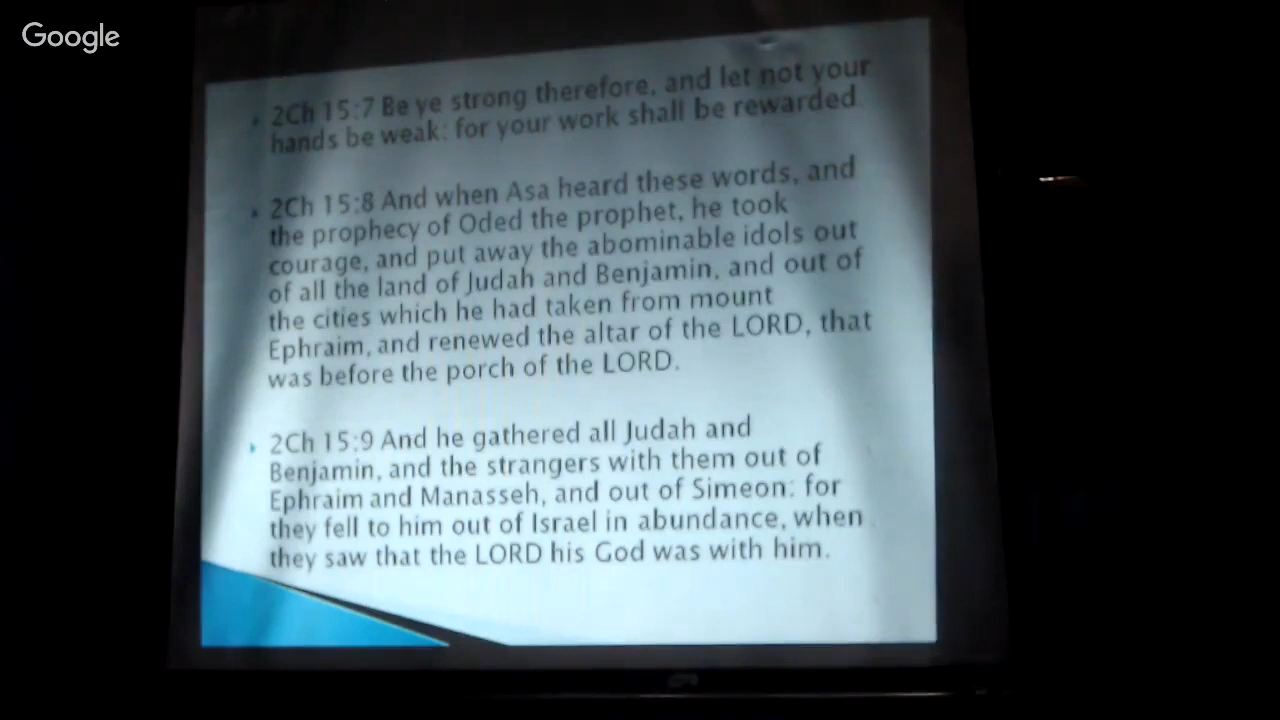 Google
2Ch 15:7 Be ye strong therefore, and let not your
hands be weak: for your work shall be rewarded.
2Ch 15:8 And when Asa heard these words, and
the prophecy of Oded the prophet, he took
courage, and put away the abominable idols out
of all the land of Judah and Benjamin, and out of
the cities which he had taken from mount
Ephraim, and renewed the altar of the LORD, that
was before the porch of the LORD.
2Ch 15:9 And he gathered all Judah and
Benjamin, and the strangers with them out of
Ephraim and Manasseh, and out of Simeon: for
they fell to him out of Israel in abundance, when
they saw that the LORD his God was with him.